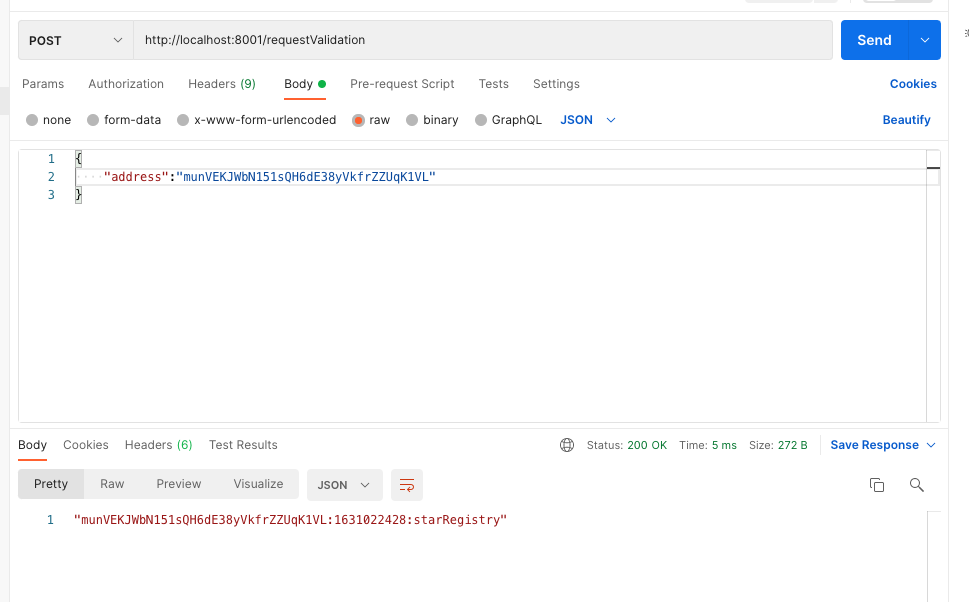 POST http://localhost:8001/requestValidation Send
Params Authorization Headers (9) Body Pre-request Script Tests Settings Cookies
none form-data x-www-form-urlencoded raw binary GraphQL JSON Beautify
1 {
2 "address":"munVEKJWbN151sQH6dE38yVkfrZZUqK1VL"
3 }
Body Cookies Headers (6) Test Results Status: 200 OK Time: 5 ms Size: 272 B Save Response
Pretty Raw Preview Visualize JSON
1 "munVEKJWbN151sQH6dE38yVkfrZZUqK1VL:1631022428:starRegistry"